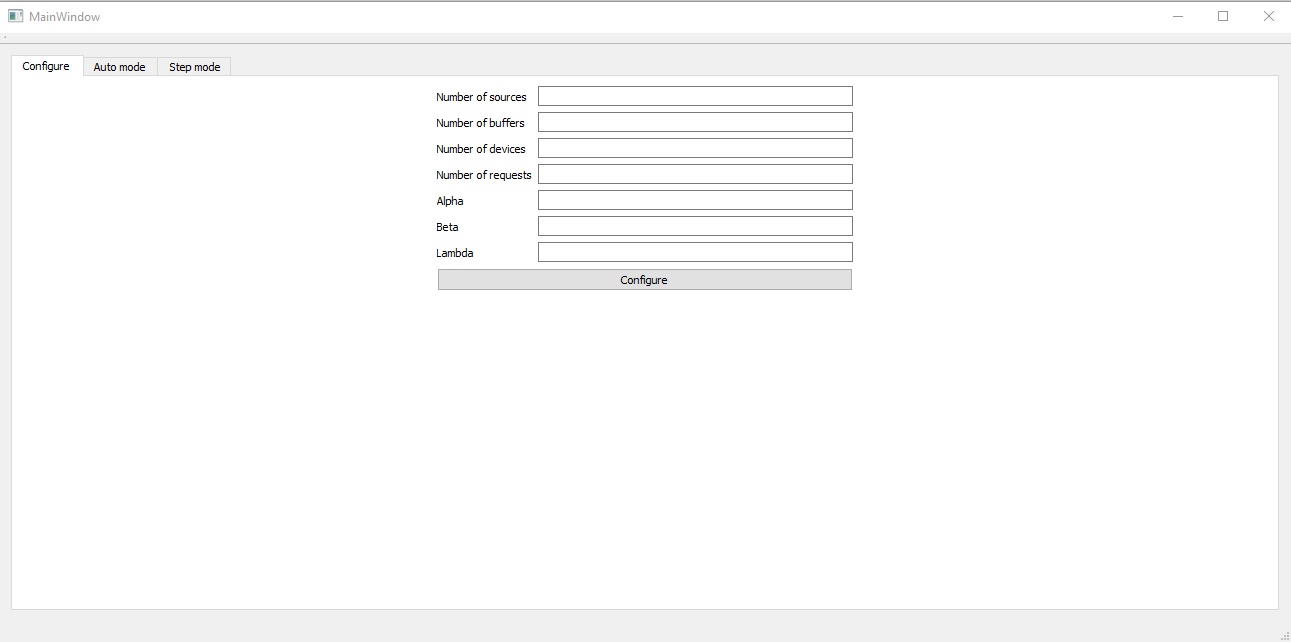 MainWindow
Configure Auto mode Step mode
Number of sources
Number of buffers
Number of devices
Number of requests
Alpha
Beta
Lambda
Configure